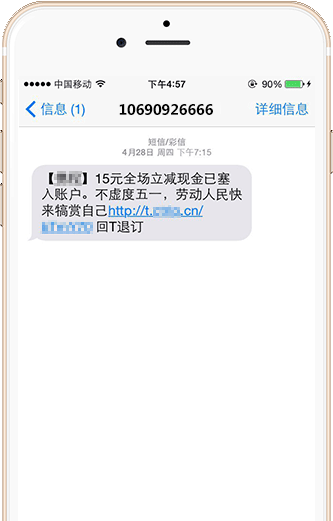 中国移动 下午4:57 90%
信息 (1) 10690926666 详细信息
短信/彩信
4月28日 周四 下午7:15
【】15元全场立减现金已塞
入账户。不虚度五一，劳动人民快
来犒赏自己http://t. .cn/
回T退订